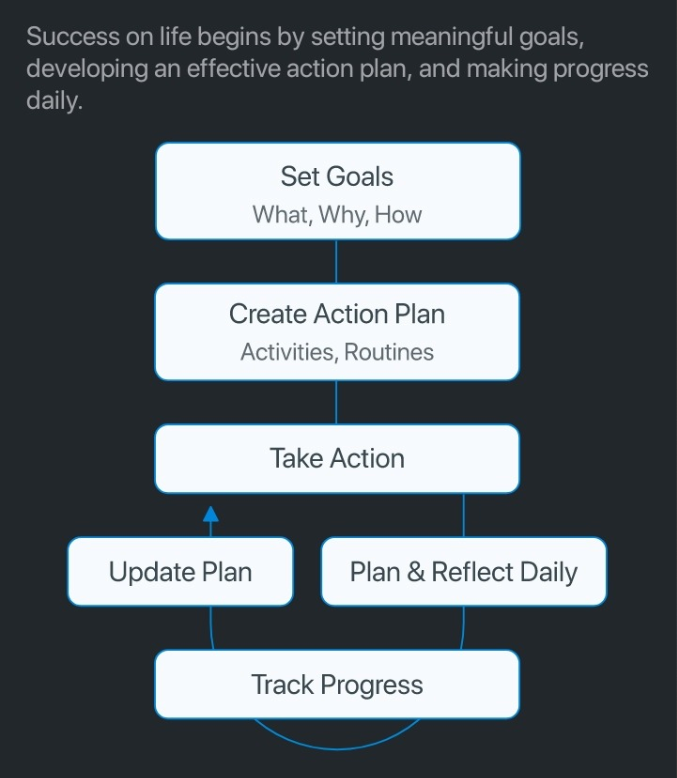 Success on life begins by setting meaningful goals,
developing an effective action plan, and making progress
daily.
Set Goals
What, Why, How
Create Action Plan
Activities, Routines
Take Action
Update Plan
Plan & Reflect Daily
Track Progress